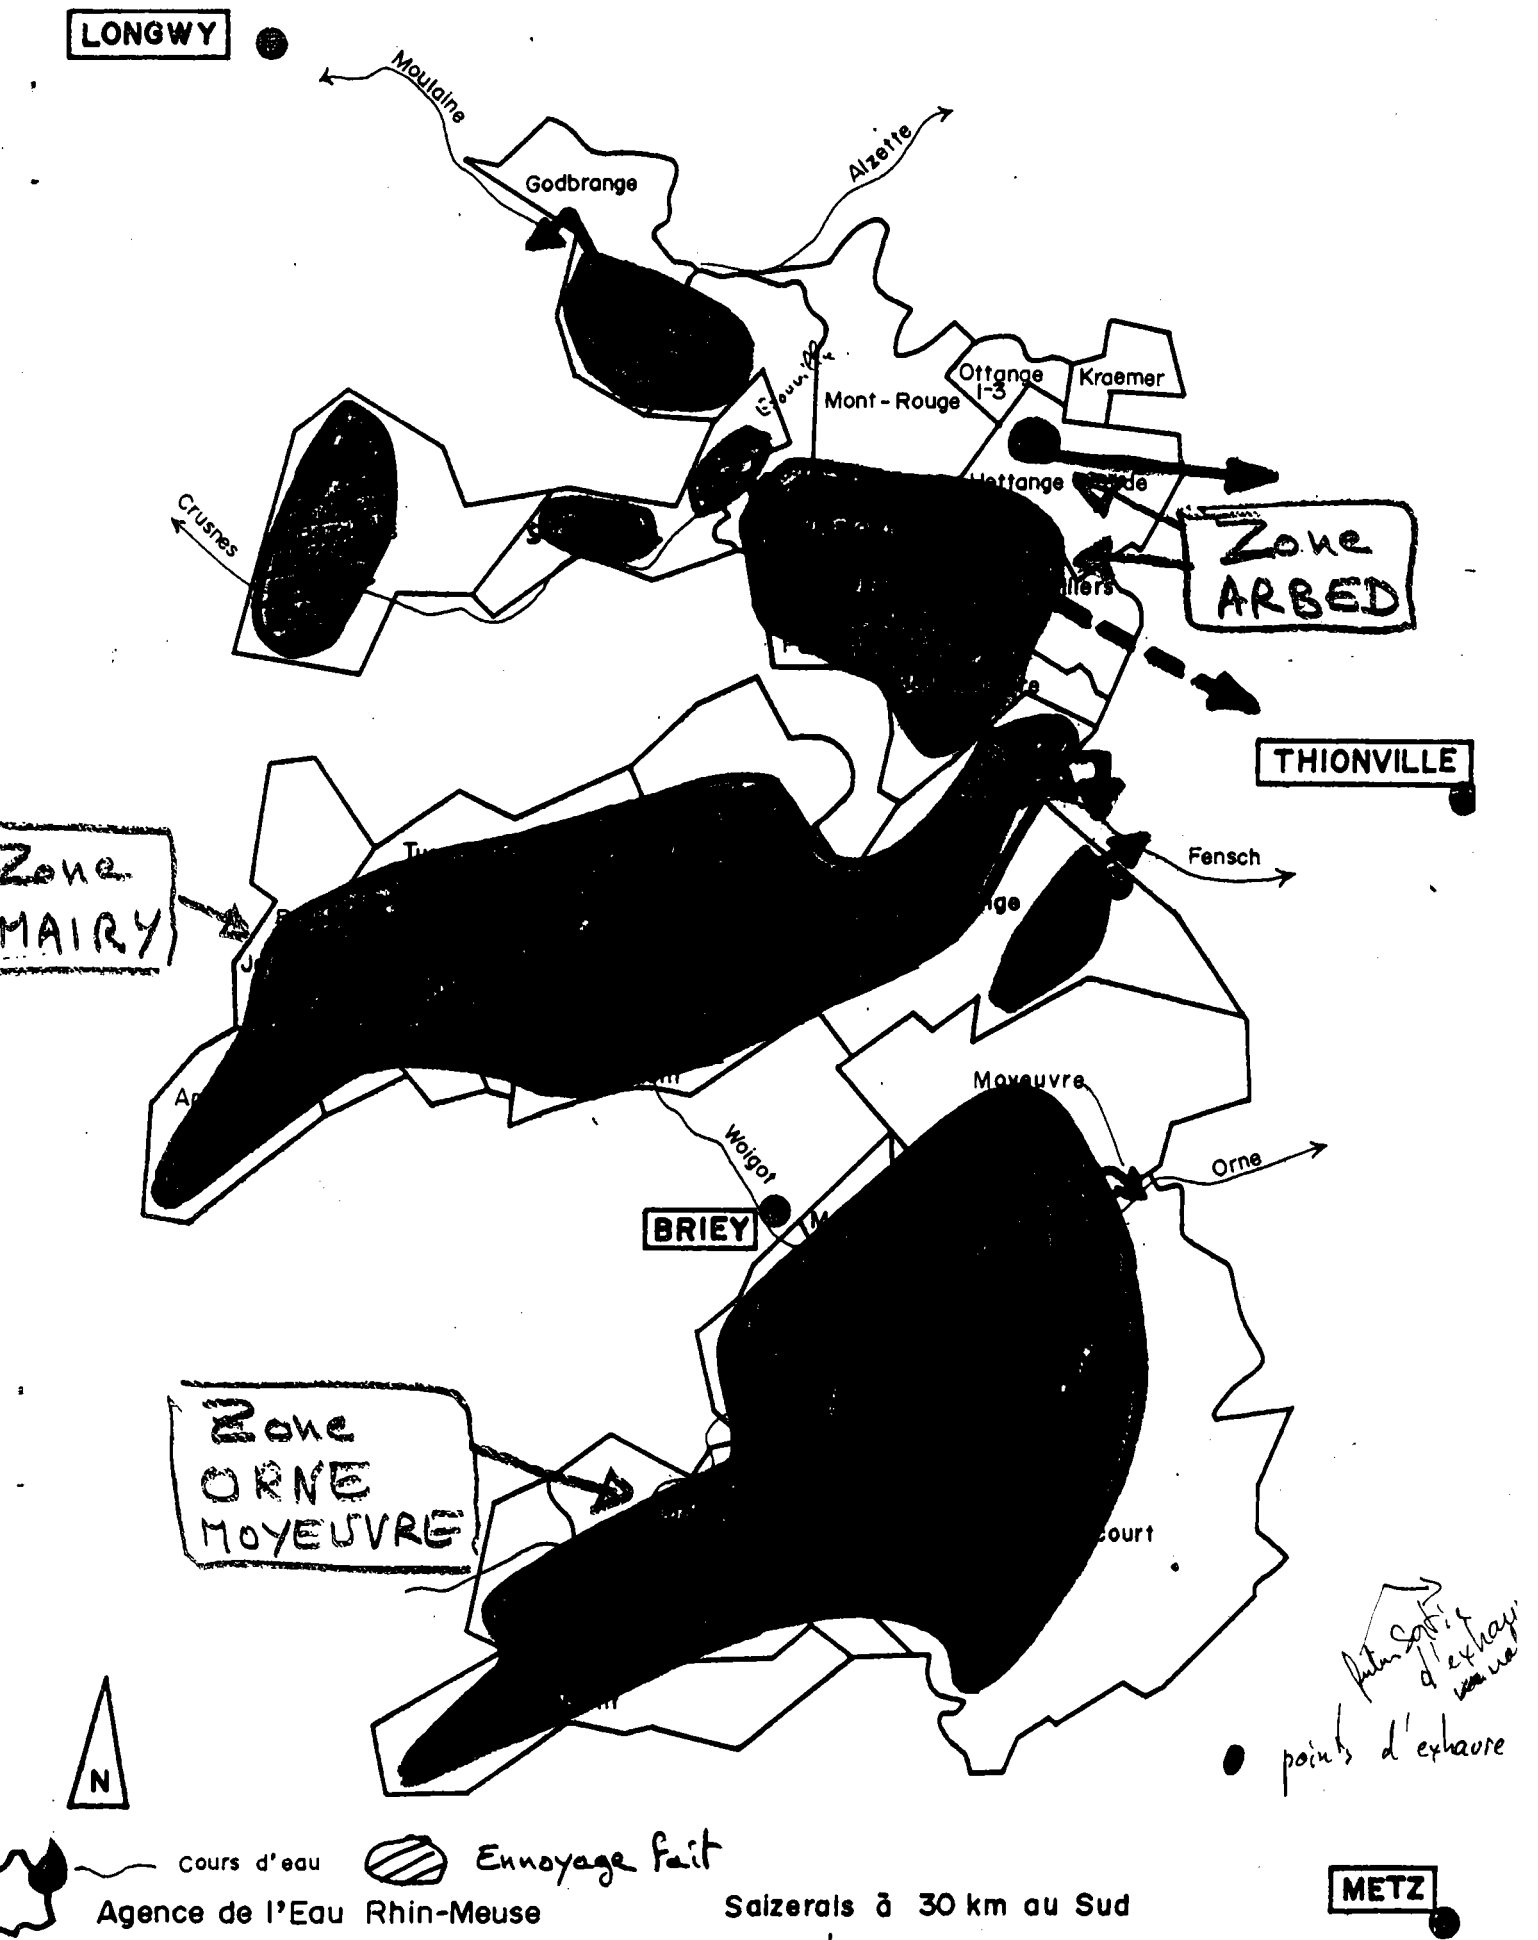 LONGWY
Moulaine
Alzette
Godbrange
Ottange
1-3
Kraemer
Mont-Rouge
Hettange
Crusnes
Zone
ARBED
THIONVILLE
Fensch
Zone
MAIRY
Moyeuvre
Woigot
Orne
BRIEY
Zone
ORNE
MOYEUVRE
court
points d'exhaure
N
Cours d'eau
Ennoyage fait
Agence de l'Eau Rhin-Meuse
Saizerais à 30 km au Sud
METZ